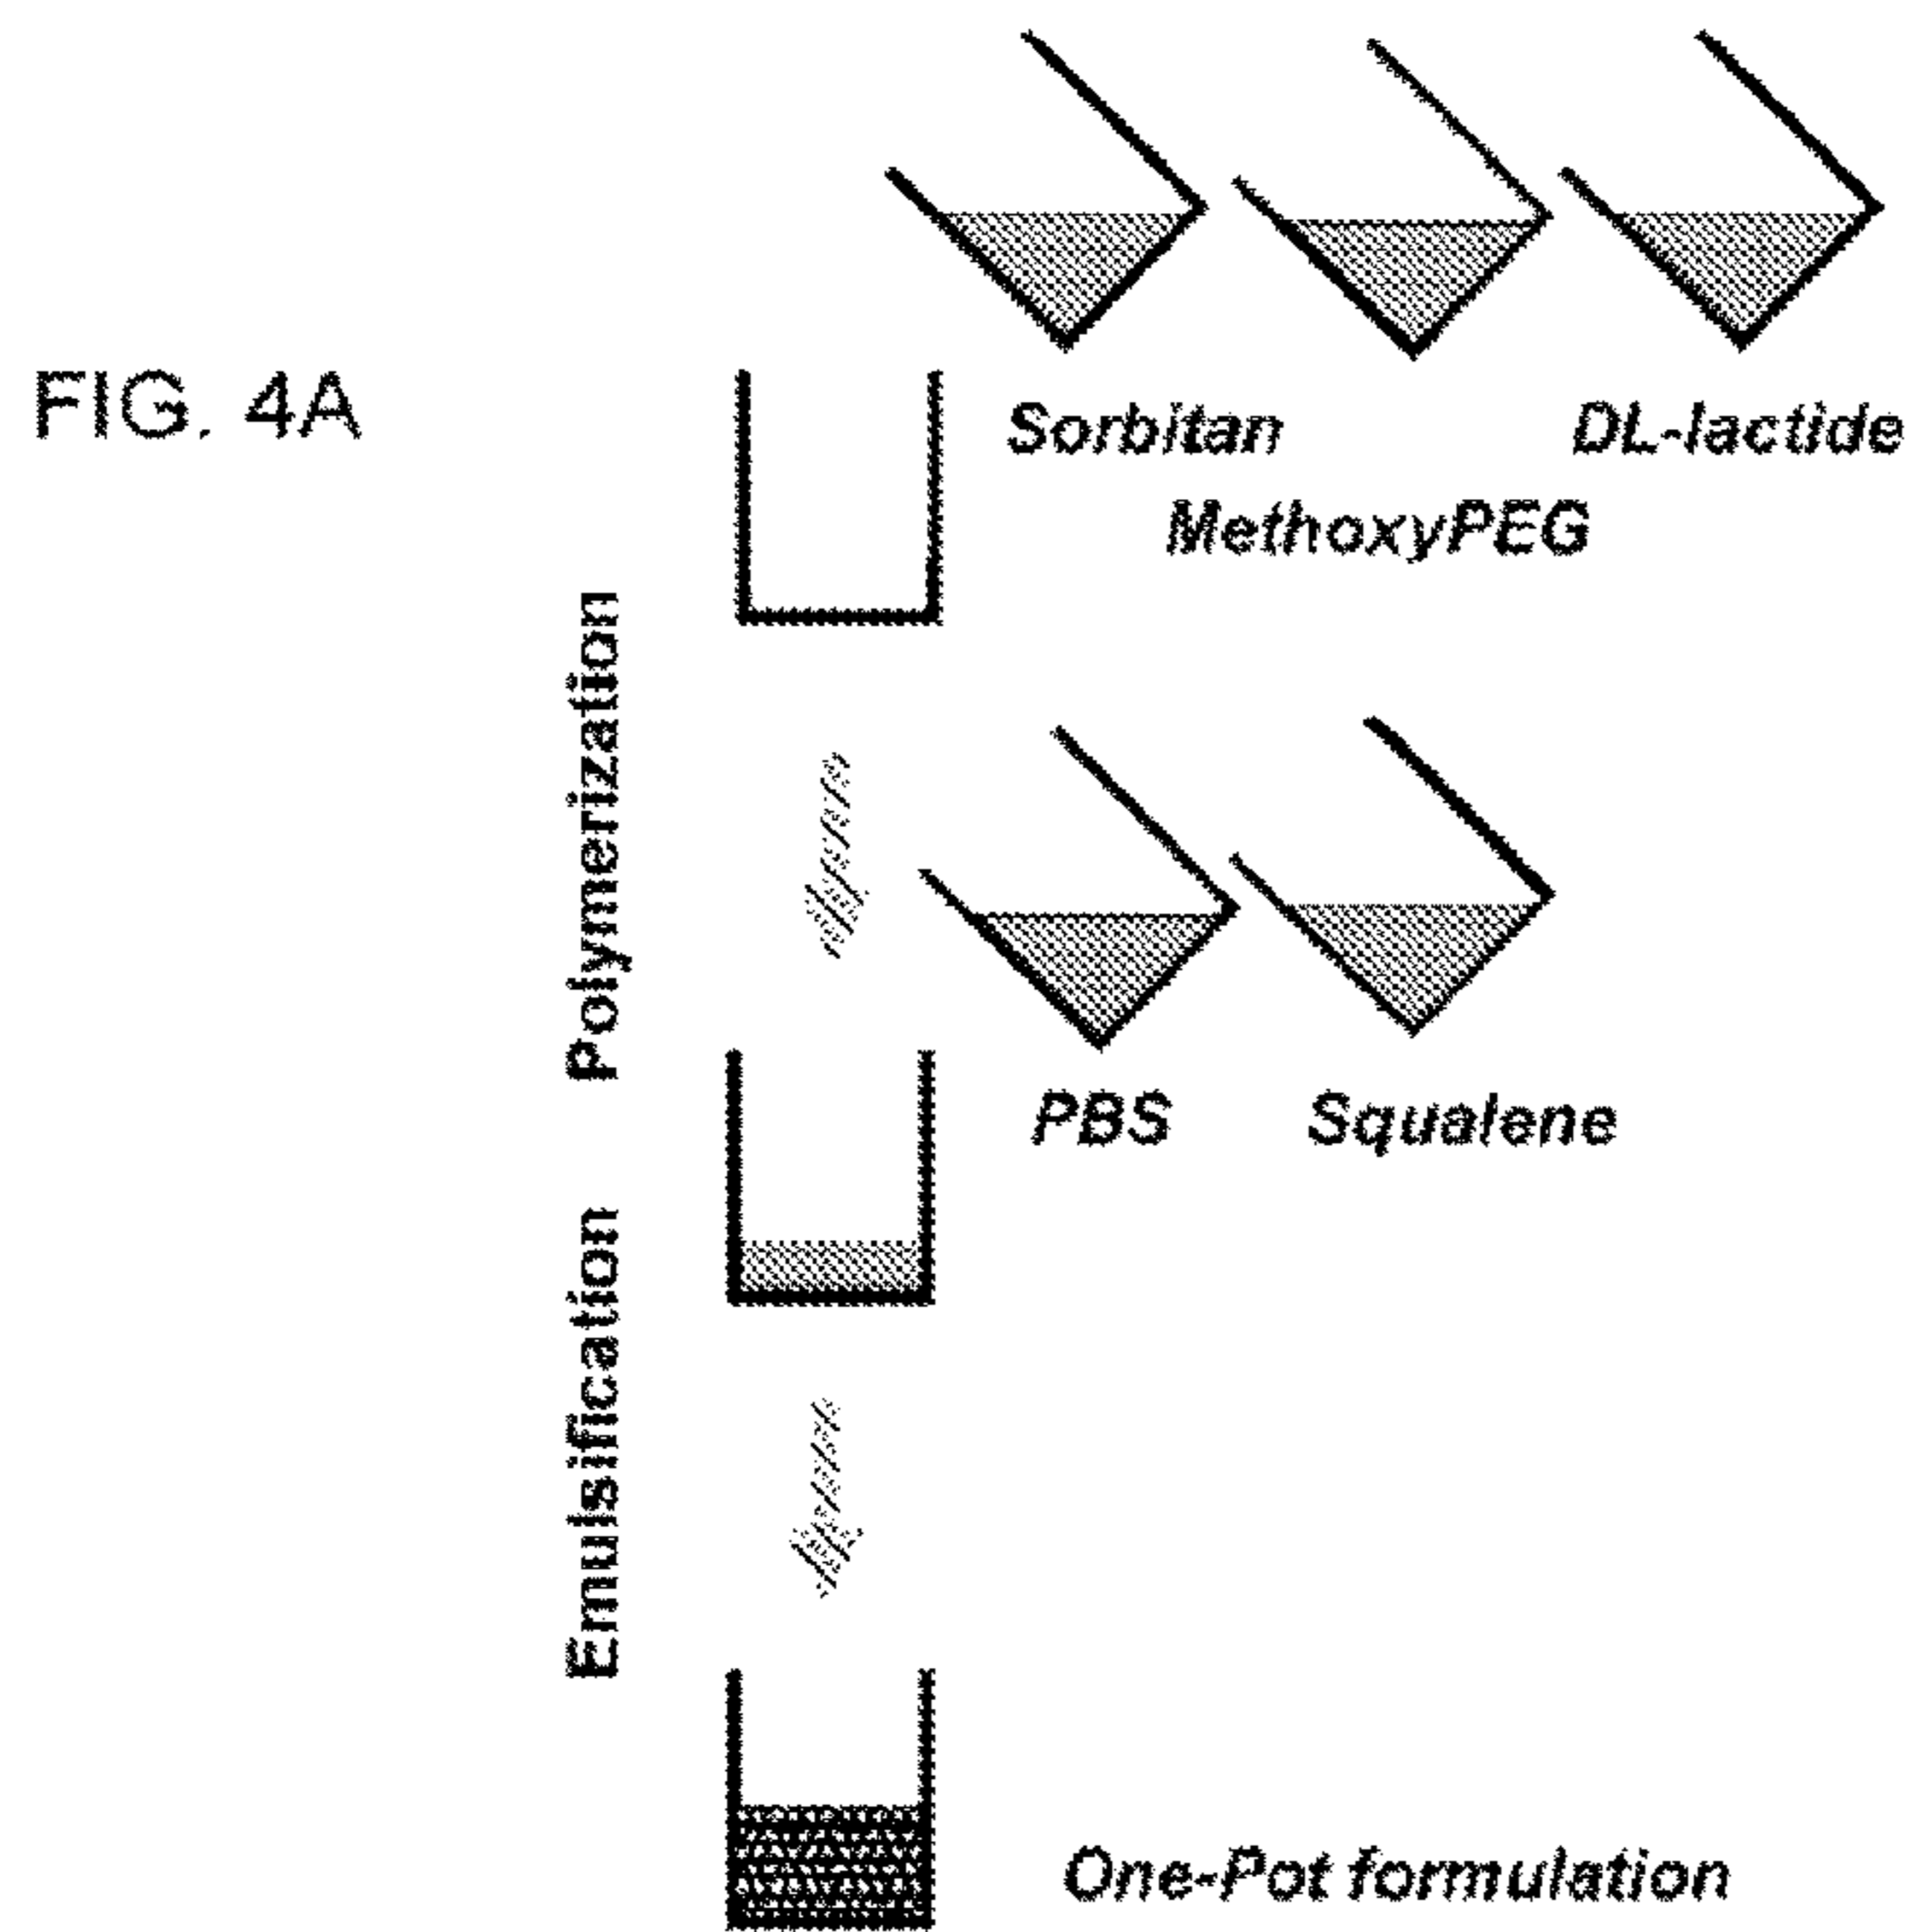 FIG. 4A
Sorbitan
DL-lactide
MethoxyPEG
Polymerization
PBS
Squalene
Emulsification
One-Pot formulation